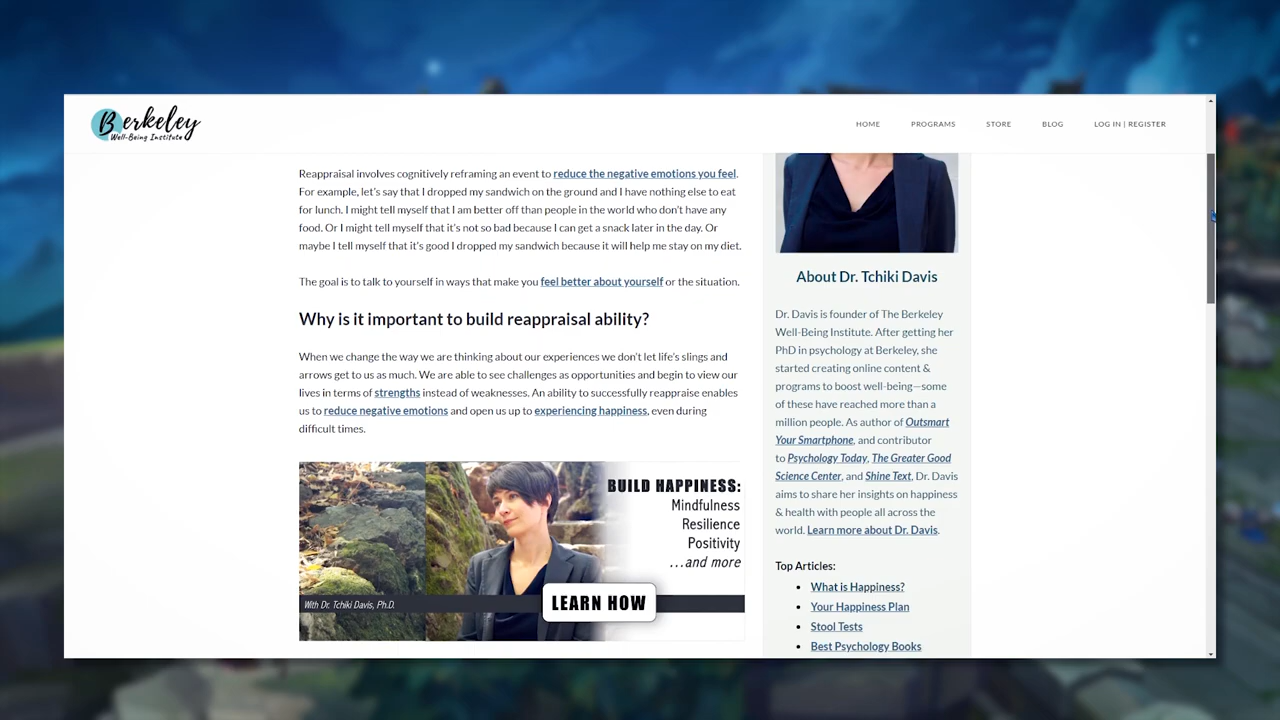 Berkeley
Well-Being Institute
HOME PROGRAMS STORE BLOG LOG IN | REGISTER
Reappraisal involves cognitively reframing an event to reduce the negative emotions you feel.
For example, let's say that I dropped my sandwich on the ground and I have nothing else to eat
for lunch. I might tell myself that I am better off than people in the world who don't have any
food. Or I might tell myself that it's not so bad because I can get a snack later in the day. Or
maybe I tell myself that it's good I dropped my sandwich because it will help me stay on my diet.
The goal is to talk to yourself in ways that make you feel better about yourself or the situation.
Why is it important to build reappraisal ability?
When we change the way we are thinking about our experiences we don't let life's slings and
arrows get to us as much. We are able to see challenges as opportunities and begin to view our
lives in terms of strengths instead of weaknesses. An ability to successfully reappraise enables
us to reduce negative emotions and open us up to experiencing happiness, even during
difficult times.
BUILD HAPPINESS:
Mindfulness
Resilience
Positivity
...and more
With Dr. Tchiki Davis, Ph.D.
LEARN HOW
About Dr. Tchiki Davis
Dr. Davis is founder of The Berkeley
Well-Being Institute. After getting her
PhD in psychology at Berkeley, she
started creating online content &
programs to boost well-being—some
of these have reached more than a
million people. As author of Outsmart
Your Smartphone, and contributor
to Psychology Today, The Greater Good
Science Center, and Shine Text, Dr. Davis
aims to share her insights on happiness
& health with people all across the
world. Learn more about Dr. Davis.
Top Articles:
• What is Happiness?
• Your Happiness Plan
• Stool Tests
• Best Psychology Books